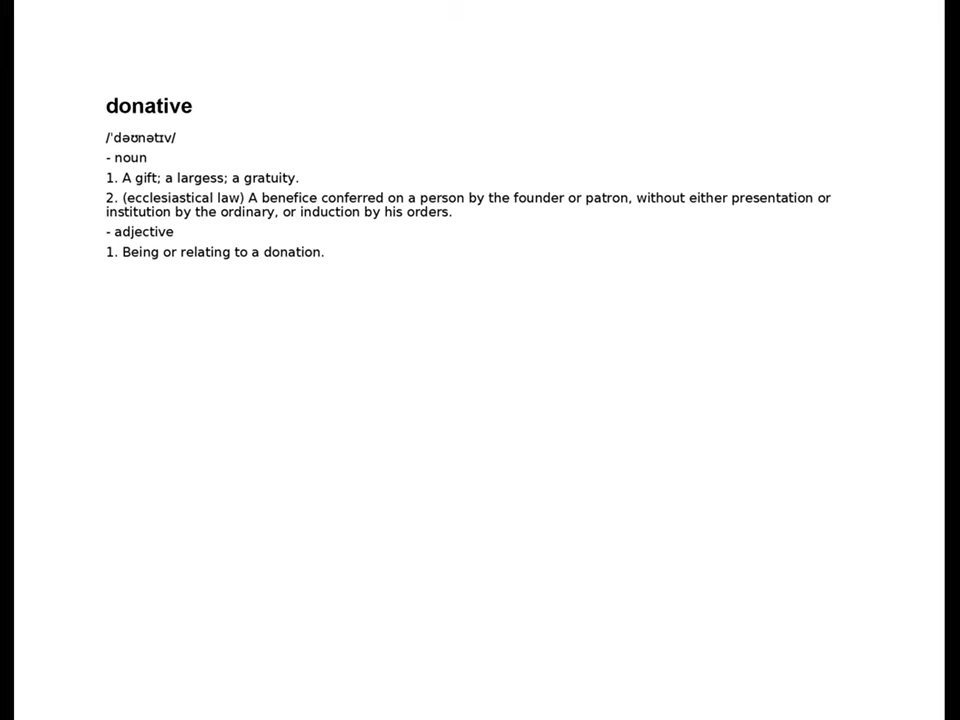 donative
/ˈdəʊnətɪv/
- noun
1. A gift; a largess; a gratuity.
2. (ecclesiastical law) A benefice conferred on a person by the founder or patron, without either presentation or
institution by the ordinary, or induction by his orders.
- adjective
1. Being or relating to a donation.